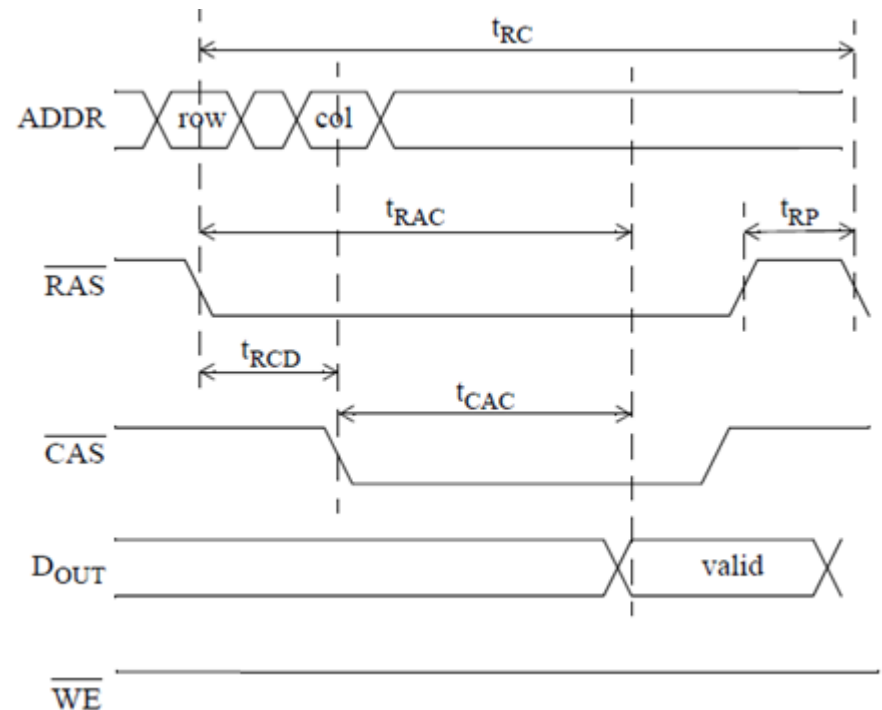 tRC
ADDR row col
tRAC tRP
RAS
tRCD
tCAC
CAS
DOUT valid
WE